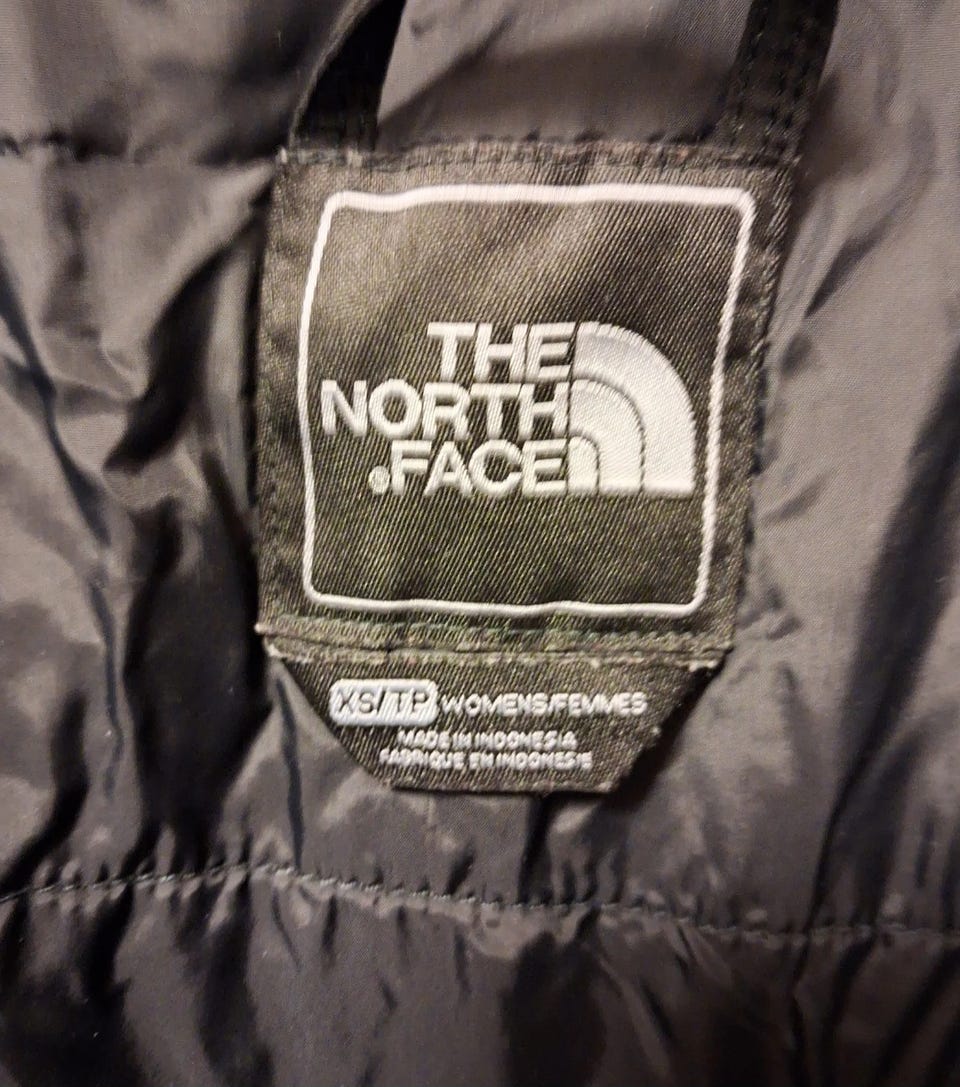 THE
NORTH
®FACE
XS/TP WOMENS/FEMMES
MADE IN INDONESIA
FABRIQUE EN INDONESIE